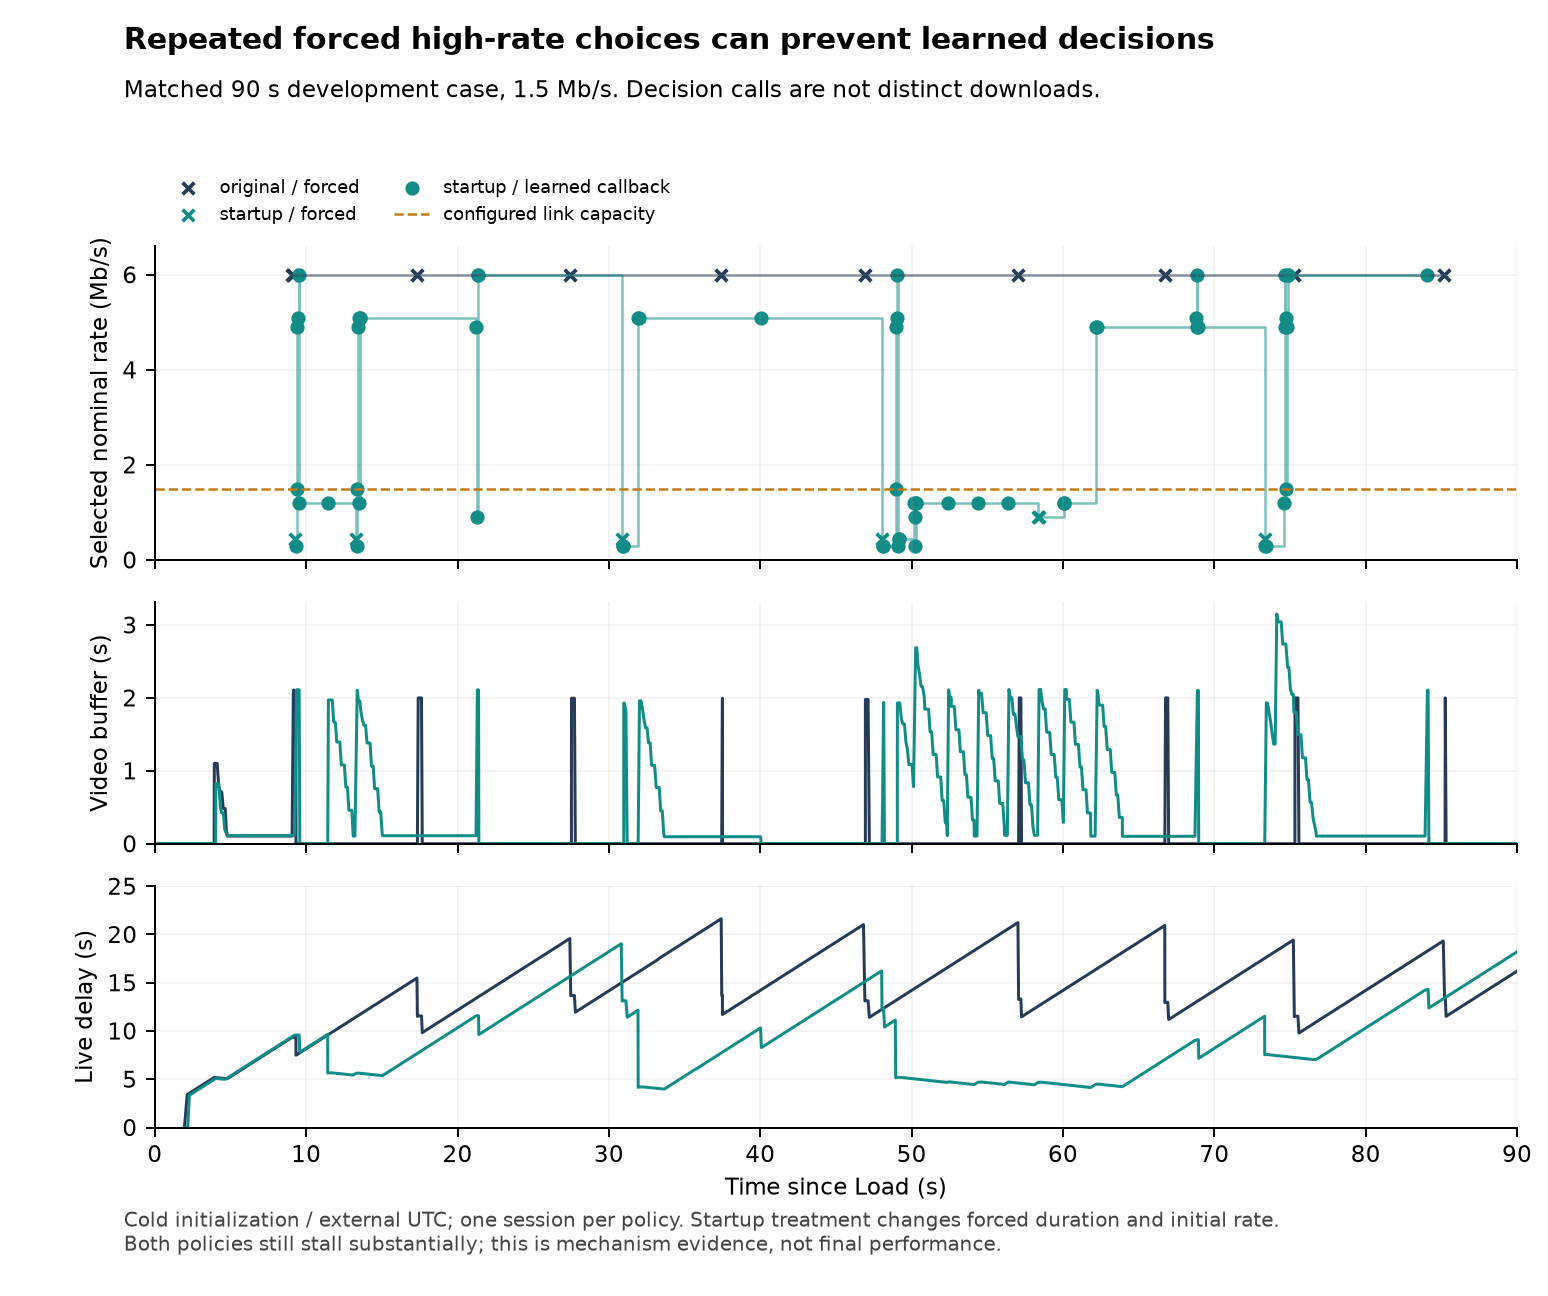 Repeated forced high-rate choices can prevent learned decisions
Matched 90 s development case, 1.5 Mb/s. Decision calls are not distinct downloads.
original / forced
startup / forced
startup / learned callback
configured link capacity
Selected nominal rate (Mb/s)
6
4
2
0
Video buffer (s)
3
2
1
0
Live delay (s)
25
20
15
10
5
0
0 10 20 30 40 50 60 70 80 90
Time since Load (s)
Cold initialization / external UTC; one session per policy. Startup treatment changes forced duration and initial rate.
Both policies still stall substantially; this is mechanism evidence, not final performance.